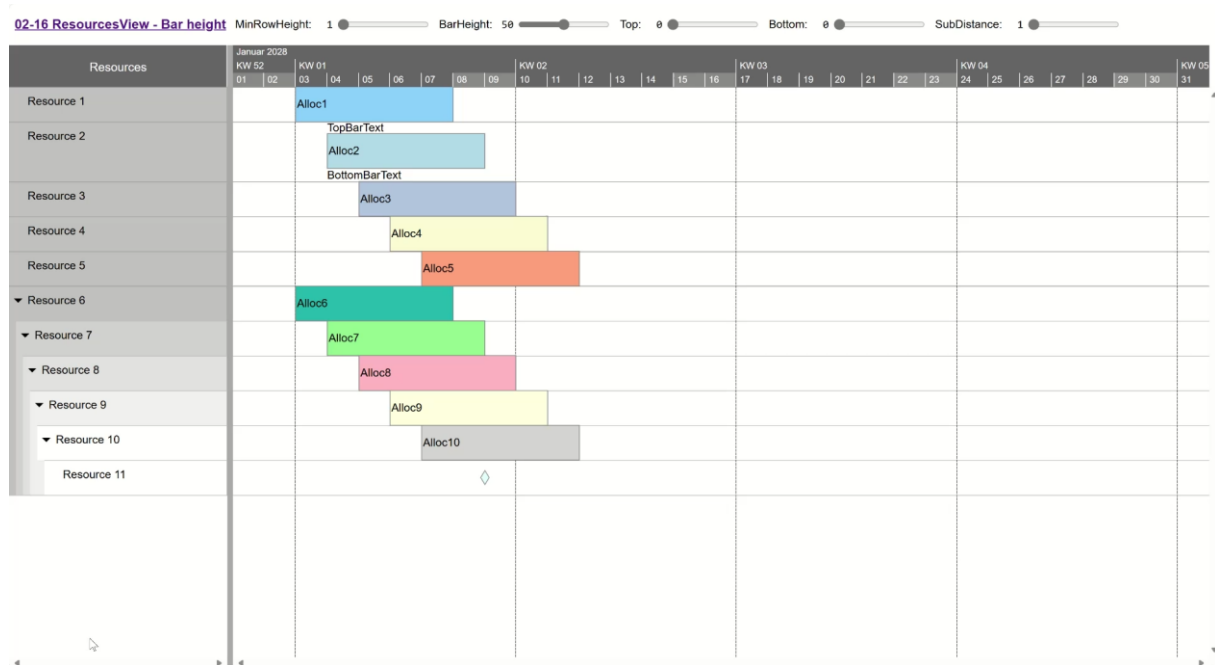 02-16 ResourcesView - Bar height MinRowHeight: 1 BarHeight: 50 Top: 0 Bottom: 0 SubDistance: 1
Resources
Januar 2028
KW 52 KW 01 KW 02 KW 03 KW 04 KW 05
01 02 03 04 05 06 07 08 09 10 11 12 13 14 15 16 17 18 19 20 21 22 23 24 25 26 27 28 29 30 31
Resource 1 Alloc1
TopBarText
Resource 2 Alloc2
BottomBarText
Resource 3 Alloc3
Resource 4 Alloc4
Resource 5 Alloc5
Resource 6 Alloc6
Resource 7 Alloc7
Resource 8 Alloc8
Resource 9 Alloc9
Resource 10 Alloc10
Resource 11